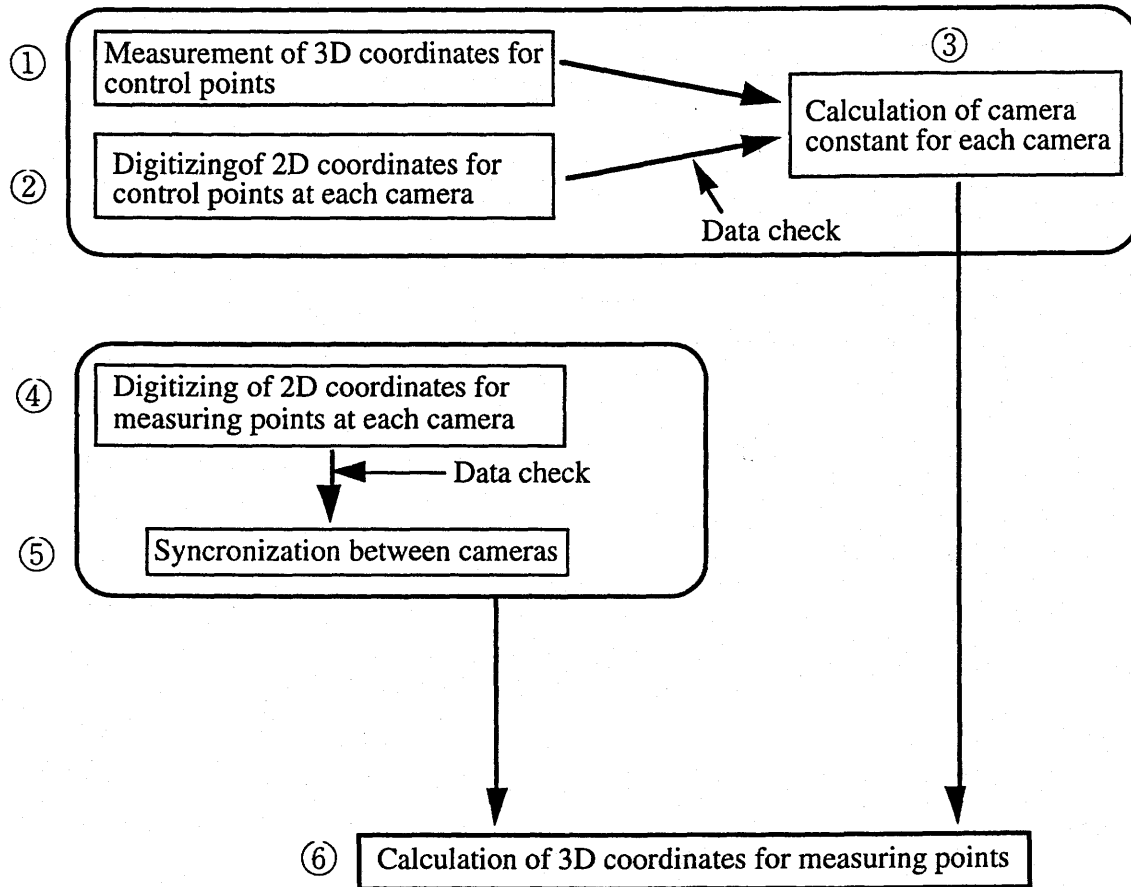 ①
Measurement of 3D coordinates for
control points
②
Digitizingof 2D coordinates for
control points at each camera
③
Calculation of camera
constant for each camera
Data check
④
Digitizing of 2D coordinates for
measuring points at each camera
Data check
⑤
Syncronization between cameras
⑥
Calculation of 3D coordinates for measuring points